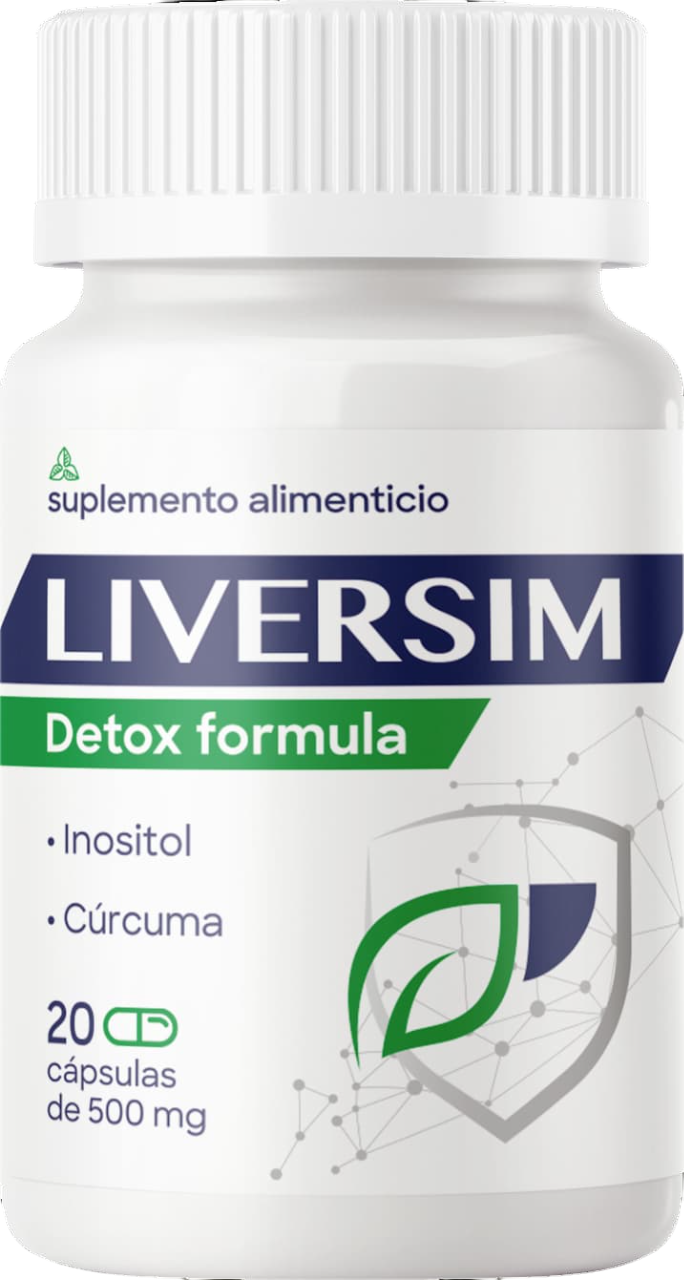 suplemento alimenticio
LIVERSIM
Detox formula
• Inositol
• Cúrcuma
20
cápsulas
de 500 mg